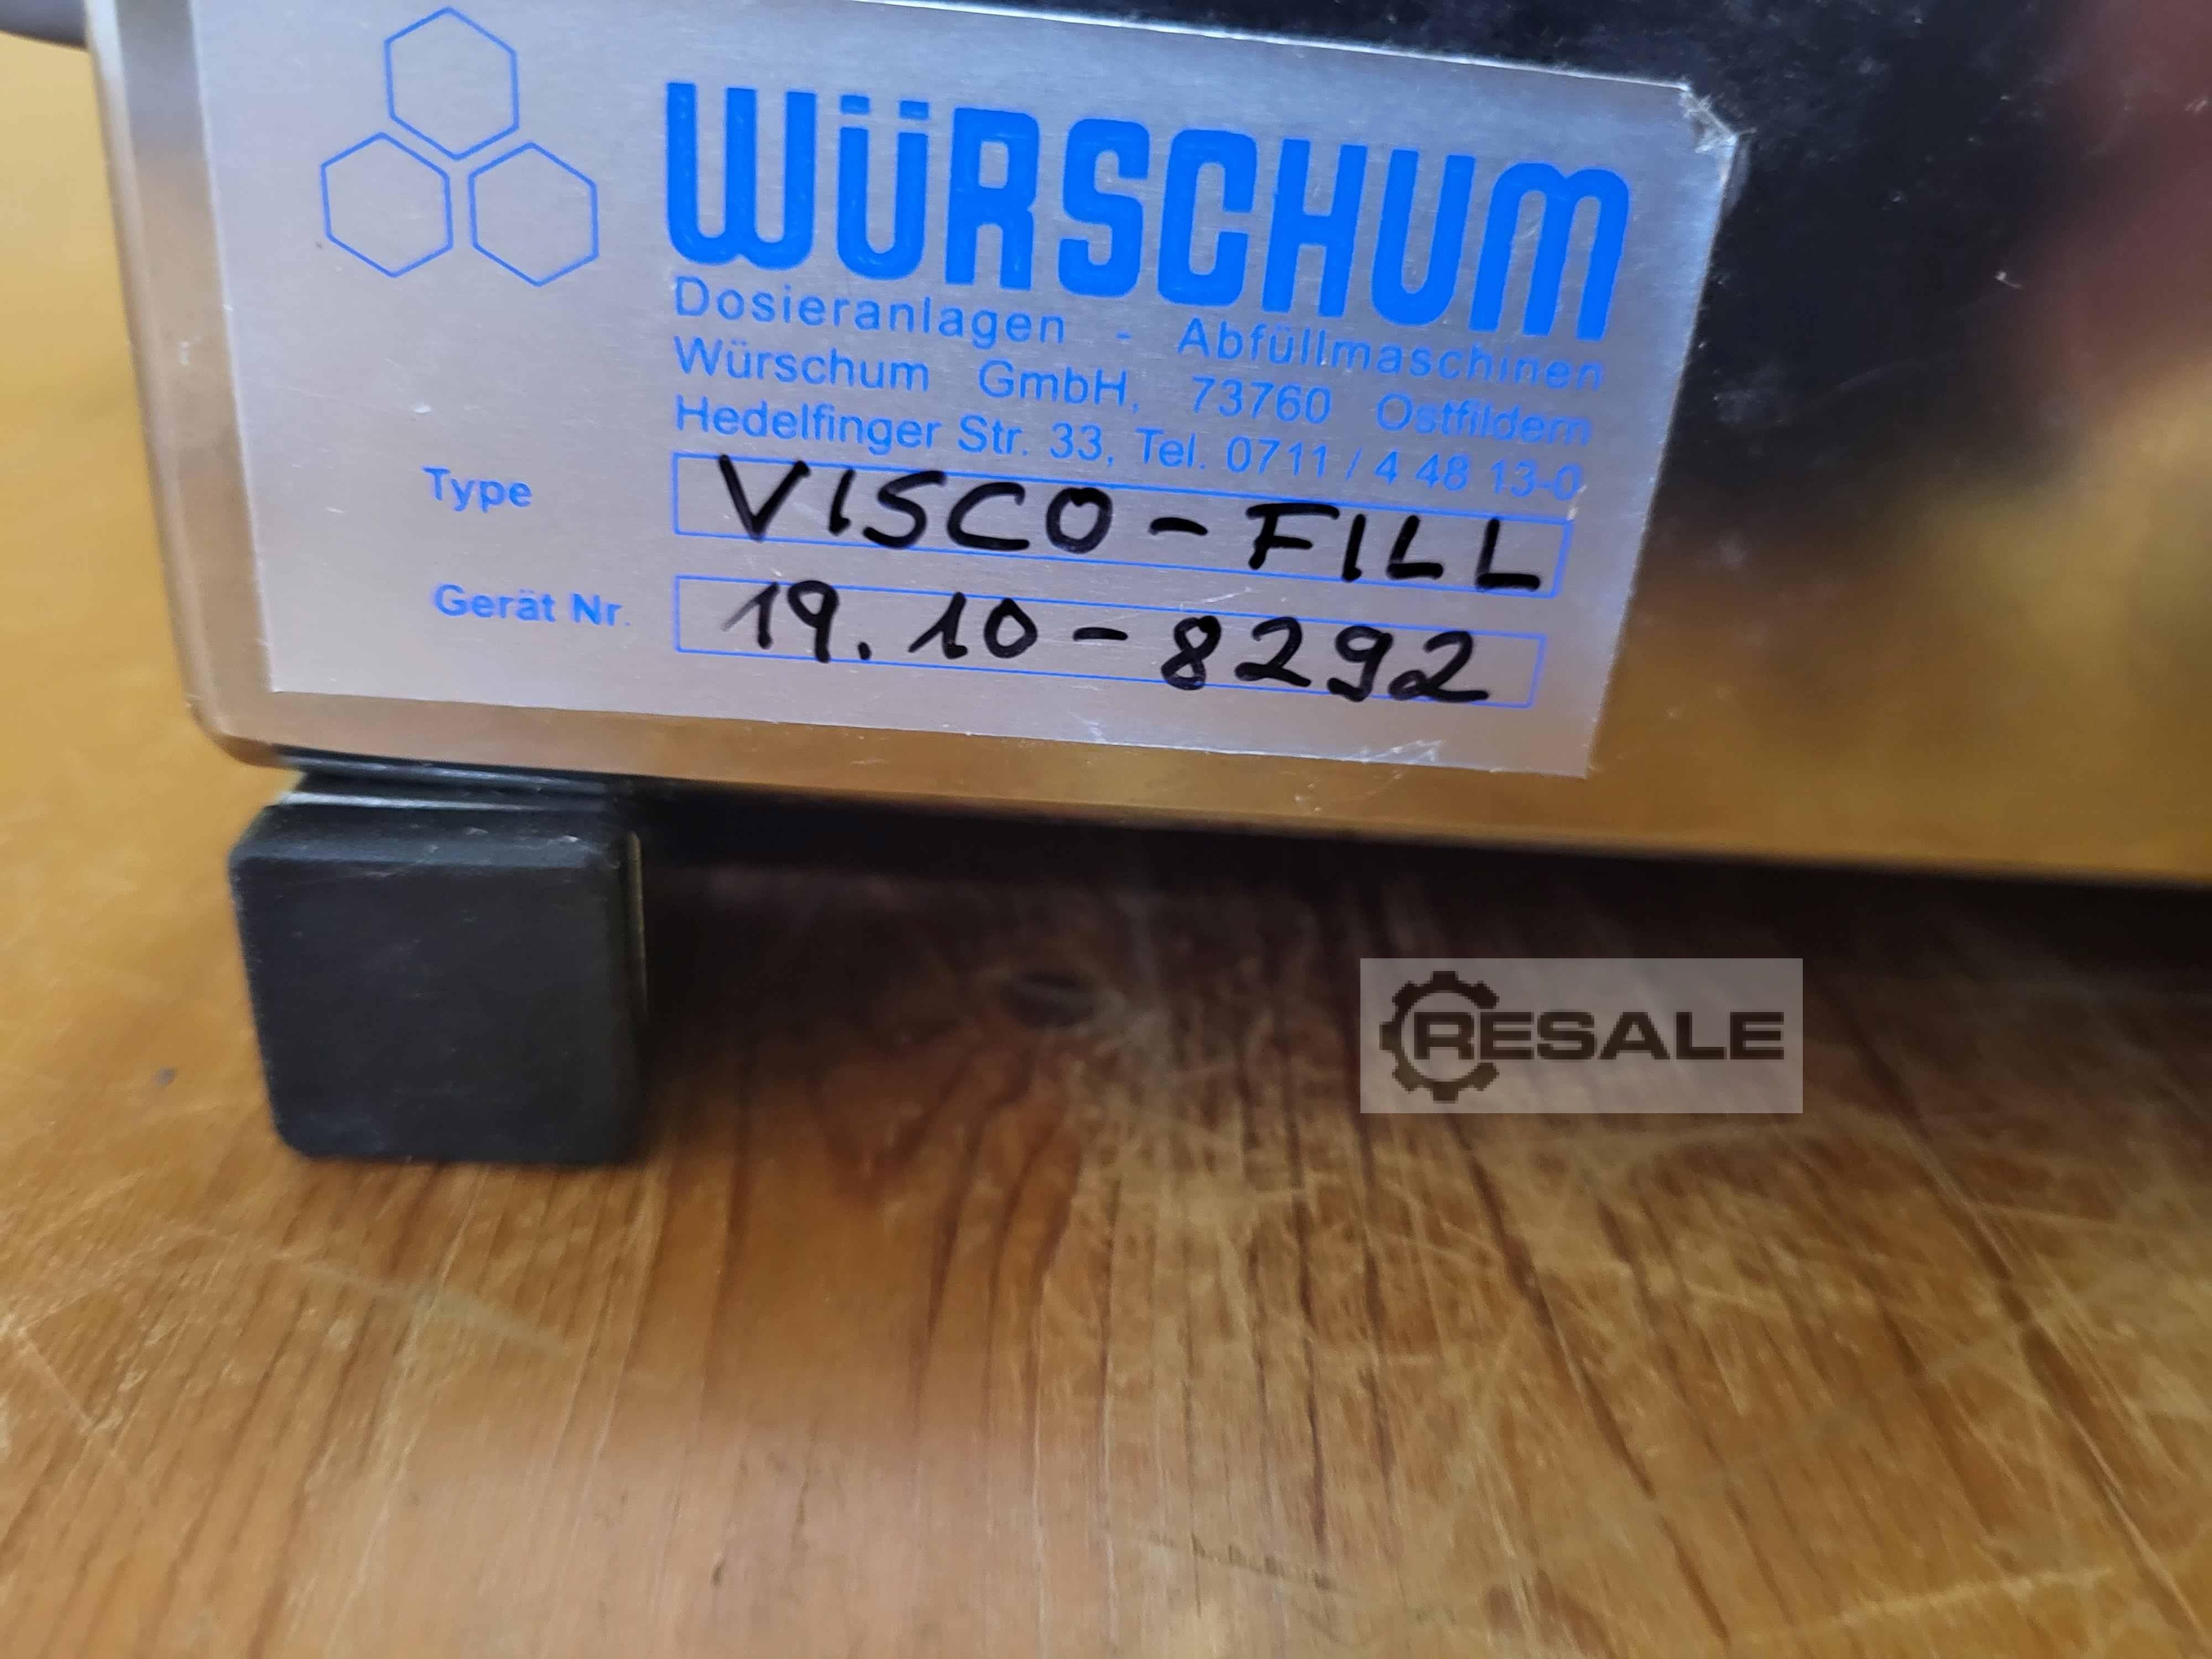 WÜRSCHUM
Dosieranlagen - Abfüllmaschinen
Würschum GmbH, 73760 Ostfildern
Hedelfinger Str. 33, Tel. 0711 / 4 48 13-0
Type VISCO-FILL
Gerät Nr. 19.10-8292
RESALE